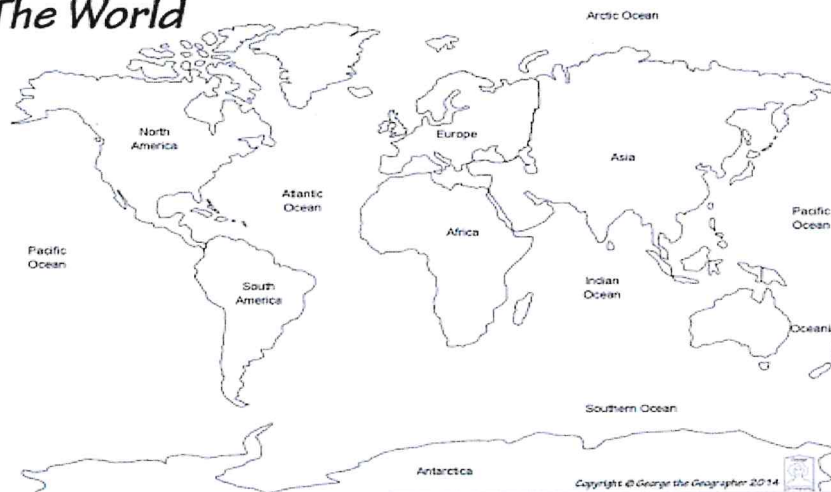 The World
Arctic Ocean
North
America
Europe
Asia
Atlantic
Ocean
Pacific
Ocean
Africa
Pacific
Ocean
South
America
Indian
Ocean
Oceani
Southern Ocean
Antarctica
Copyright © George the Geographer 2014